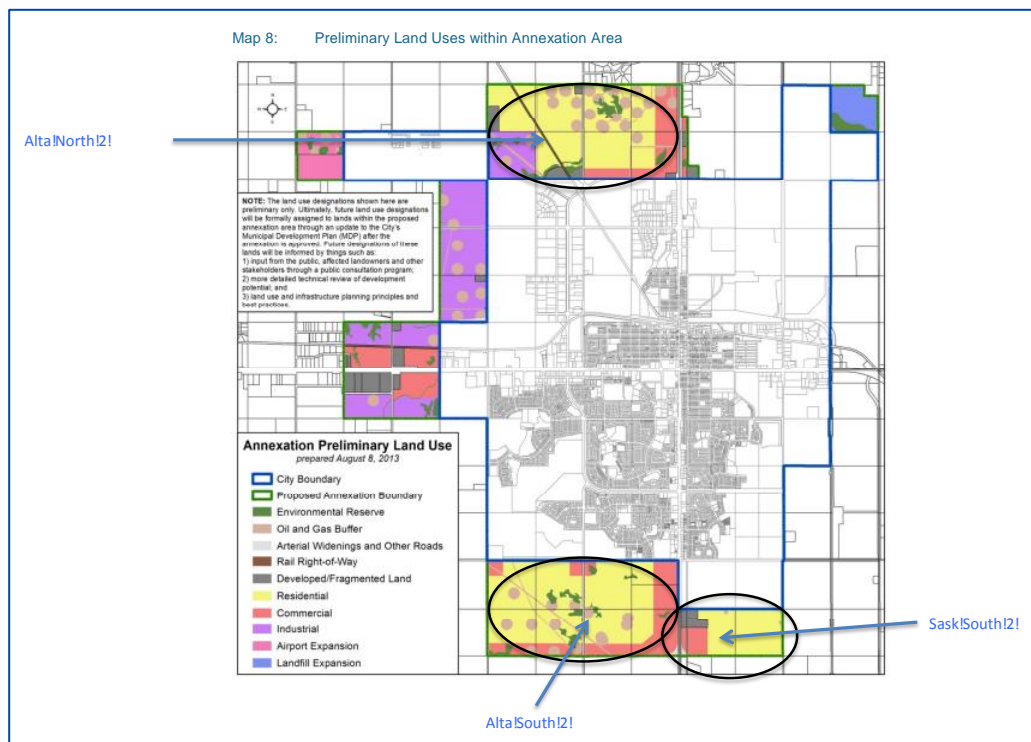 Map 8: Preliminary Land Uses within Annexation Area
Alta!North!2!
NOTE: The land use designations shown here are
preliminary only. Ultimately, future land use designations
will be formally assigned to lands within the proposed
annexation area through an update to the City's
Municipal Development Plan (MDP) after the
annexation is approved. Future designations of these
lands will be informed by things such as:
1) input from the public, affected landowners and other
stakeholders through a public consultation program;
2) more detailed technical review of development
potential; and
3) land use and infrastructure planning principles and
best practices.
Annexation Preliminary Land Use
prepared August 8, 2013
City Boundary
Proposed Annexation Boundary
Environmental Reserve
Oil and Gas Buffer
Arterial Widenings and Other Roads
Rail Right-of-Way
Developed/Fragmented Land
Residential
Commercial
Industrial
Airport Expansion
Landfill Expansion
Sask!South!2!
Alta!South!2!